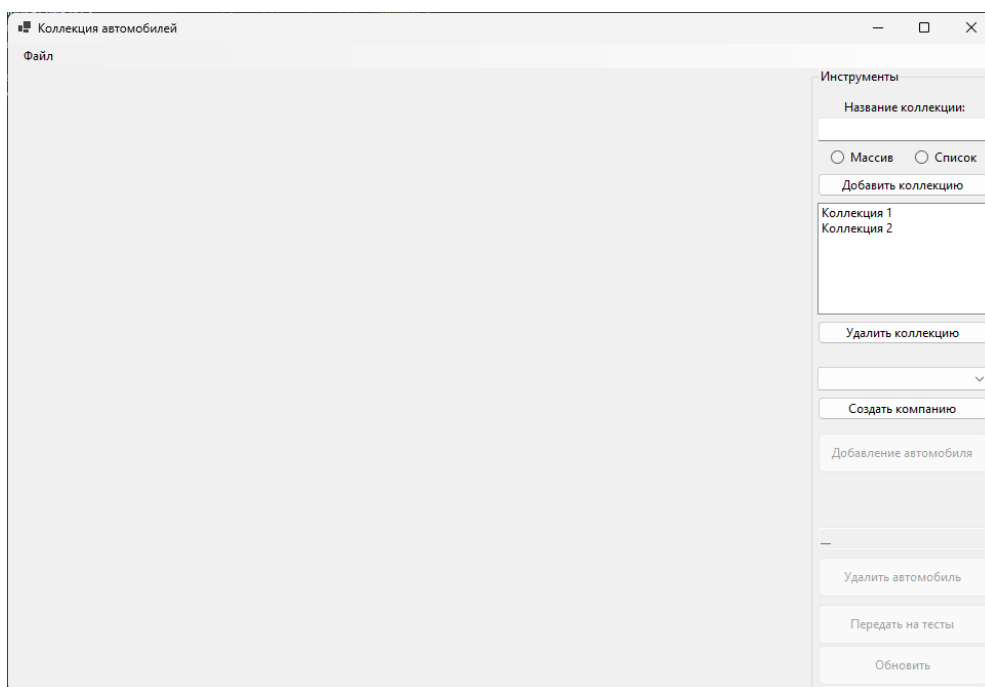 Коллекция автомобилей
Файл
Инструменты
Название коллекции:
Массив Список
Добавить коллекцию
Коллекция 1
Коллекция 2
Удалить коллекцию
Создать компанию
Добавление автомобиля
Удалить автомобиль
Передать на тесты
Обновить